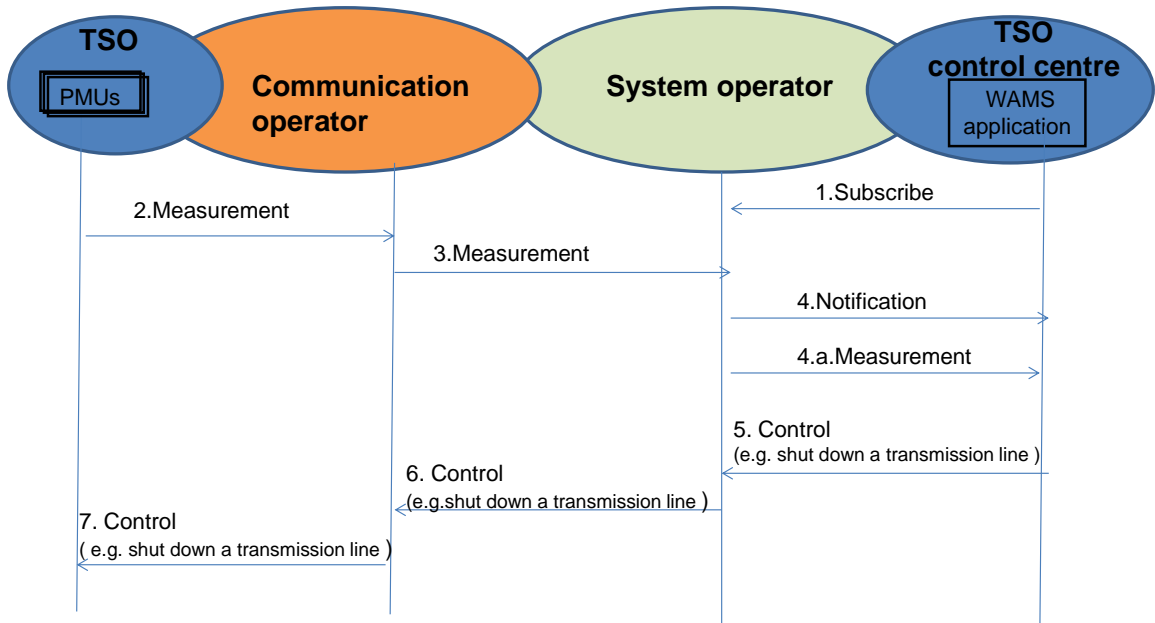 TSO
PMUs
Communication
operator
System operator
TSO
control centre
WAMS
application
1.Subscribe
2.Measurement
3.Measurement
4.Notification
4.a.Measurement
5. Control
(e.g. shut down a transmission line )
6. Control
(e.g.shut down a transmission line )
7. Control
( e.g. shut down a transmission line )